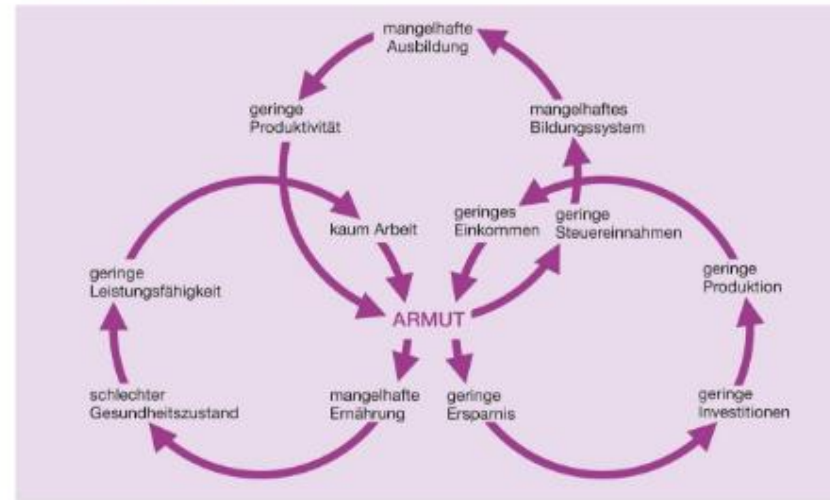 mangelhafte
Ausbildung
geringe
Produktivität
mangelhaftes
Bildungssystem
kaum Arbeit
geringes
Einkommen
geringe
Steuereinnahmen
geringe
Leistungsfähigkeit
geringe
Produktion
ARMUT
schlechter
Gesundheitszustand
mangelhafte
Ernährung
geringe
Ersparnis
geringe
Investitionen